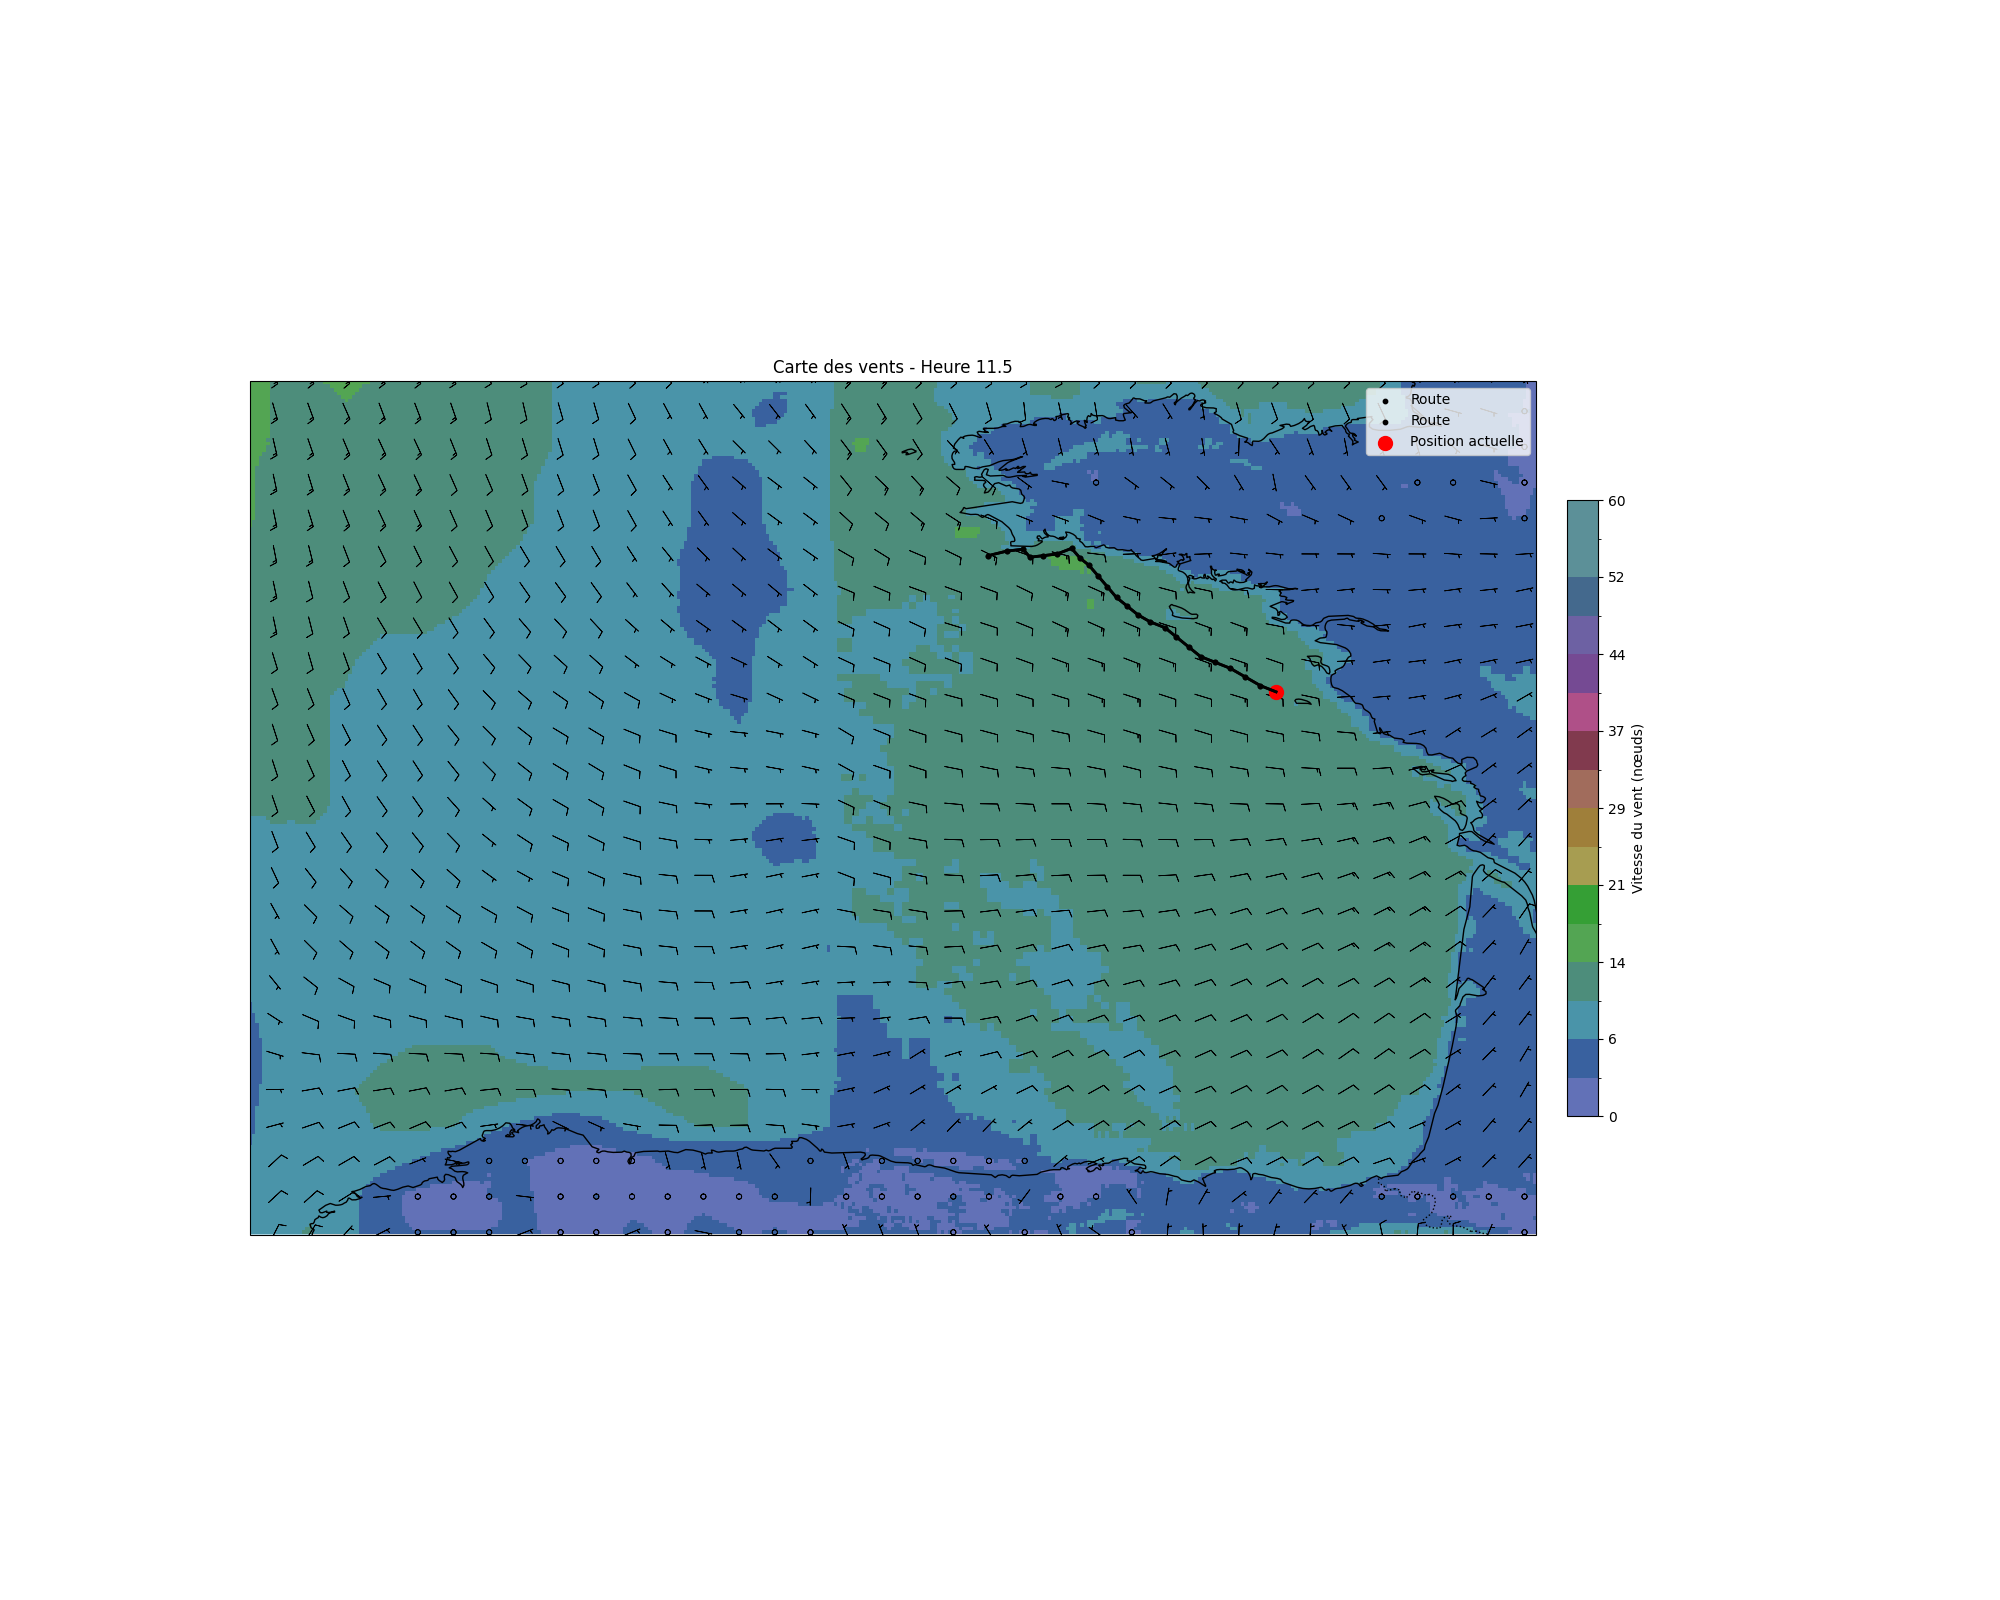 Carte des vents - Heure 11.5
Route
Route
Position actuelle
60
52
44
37
29
21
14
6
0
Vitesse du vent (nœuds)